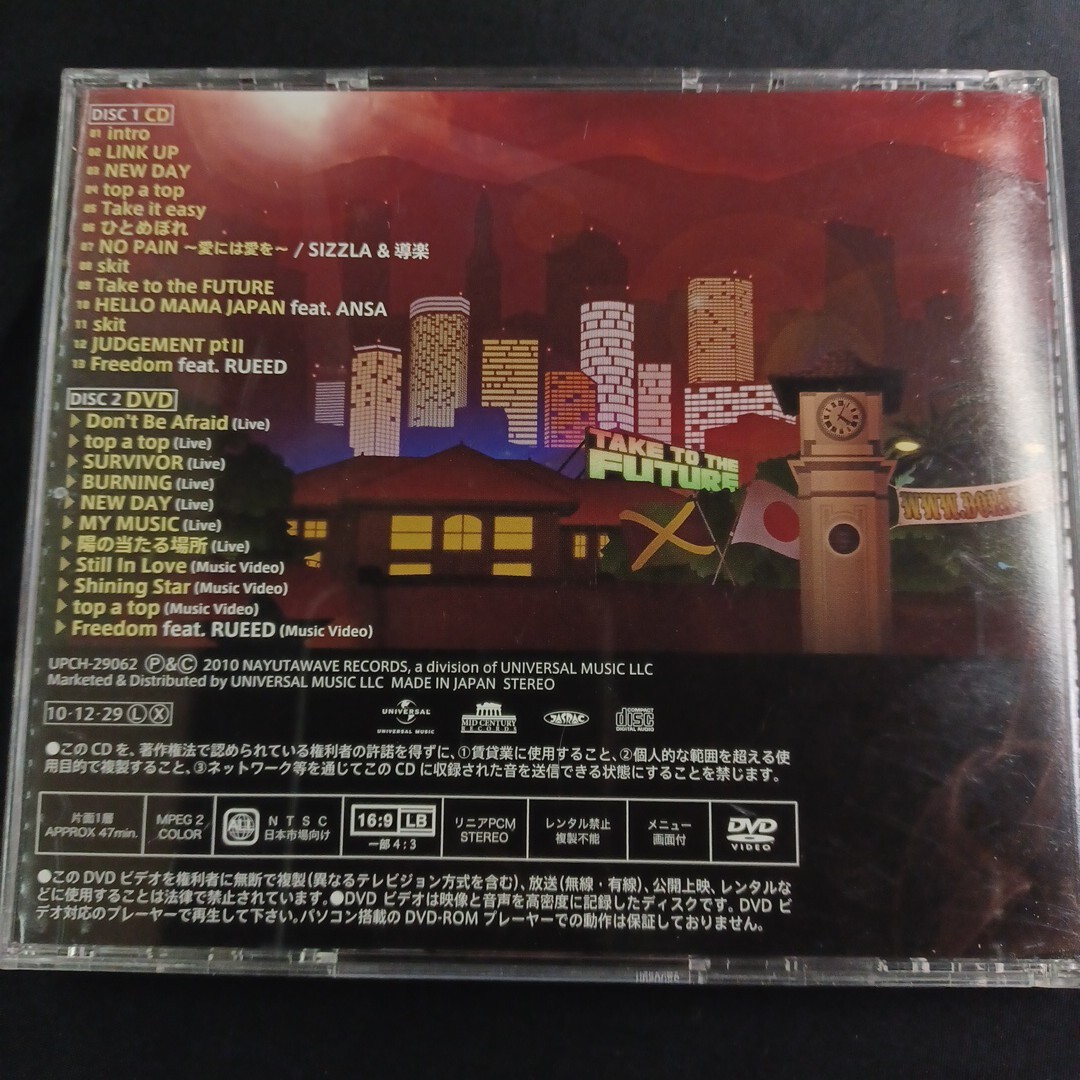 DISC 1 CD
01 intro
02 LINK UP
03 NEW DAY
04 top a top
05 Take it easy
06 ひとめぼれ
07 NO PAIN ～愛には愛を～ / SIZZLA & 導楽
08 skit
09 Take to the FUTURE
10 HELLO MAMA JAPAN feat. ANSA
11 skit
12 JUDGEMENT ptII
13 Freedom feat. RUEED
DISC 2 DVD
Don't Be Afraid (Live)
top a top (Live)
SURVIVOR (Live)
BURNING (Live)
NEW DAY (Live)
MY MUSIC (Live)
陽の当たる場所 (Live)
Still In Love (Music Video)
Shining Star (Music Video)
top a top (Music Video)
Freedom feat. RUEED (Music Video)
TAKE TO THE
FUTURE
UPCH-29062 Ⓟ&Ⓒ 2010 NAYUTAWAVE RECORDS, a division of UNIVERSAL MUSIC LLC
Marketed & Distributed by UNIVERSAL MUSIC LLC MADE IN JAPAN STEREO
10・12・29 Ⓛ Ⓧ
UNIVERSAL
UNIVERSAL MUSIC
MID CENTURY
RECORDS
JASRAC
COMPACT
disc
DIGITAL AUDIO
●このCDを、著作権法で認められている権利者の許諾を得ずに、①賃貸業に使用すること、②個人的な範囲を超える使
用目的で複製すること、③ネットワーク等を通じてこのCDに収録された音を送信できる状態にすることを禁じます。
片面1層
APPROX 47min.
MPEG 2
COLOR
ALL
NTSC
日本市場向け
16:9 LB
一部4:3
リニアPCM
STEREO
レンタル禁止
複製不能
メニュー
画面付
DVD
VIDEO
●このDVDビデオを権利者に無断で複製(異なるテレビジョン方式を含む)、放送(無線・有線)、公開上映、レンタルな
どに使用することは法律で禁止されています。●DVDビデオは映像と音声を高密度に記録したディスクです。DVDビ
デオ対応のプレーヤーで再生して下さい。パソコン搭載のDVD-ROMプレーヤーでの動作は保証しておりません。